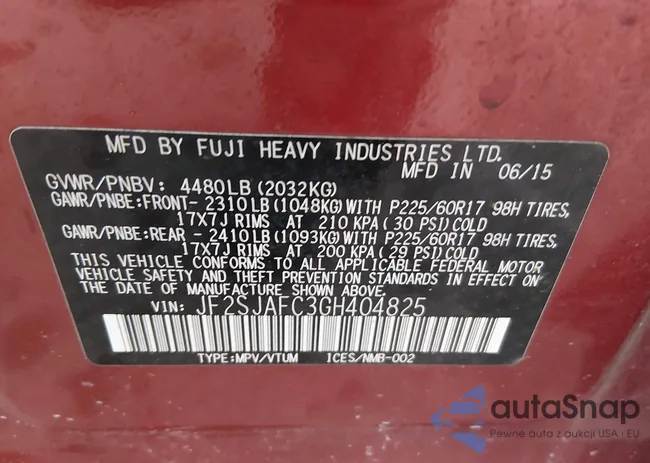 MFD BY FUJI HEAVY INDUSTRIES LTD.
MFD IN 06/15
GVWR/PNBV: 4480LB(2032KG)
GAWR/PNBE:FRONT-2310LB(1048KG)WITH P225/60R17 98H TIRES,
17X7J RIMS AT 210 KPA(30 PSI)COLD
GAWR/PNBE:REAR -2410LB(1093KG)WITH P225/60R17 98H TIRES,
17X7J RIMS AT 200 KPA(29 PSI)COLD
THIS VEHICLE CONFORMS TO ALL APPLICABLE FEDERAL MOTOR
VEHICLE SAFETY AND THEFT PREVENTION STANDARDS IN EFFECT ON
THE DATE OF MANUFACTURE SHOWN ABOVE.
VIN: JF2SJAFC3GH404825
TYPE:MPV/VTUM ICES/NMB-002
autaSnap
Pewne auta z aukcji USA i EU